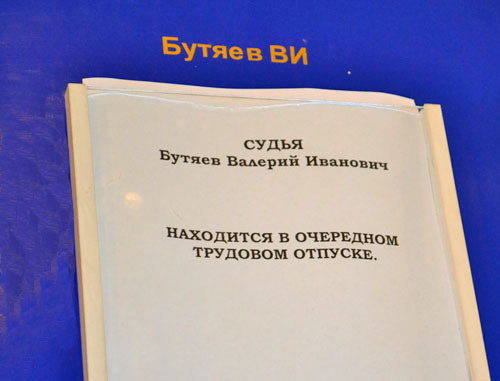 Бутяев ВИ
СУДЬЯ
Бутяев Валерий Иванович
НАХОДИТСЯ В ОЧЕРЕДНОМ
ТРУДОВОМ ОТПУСКЕ.